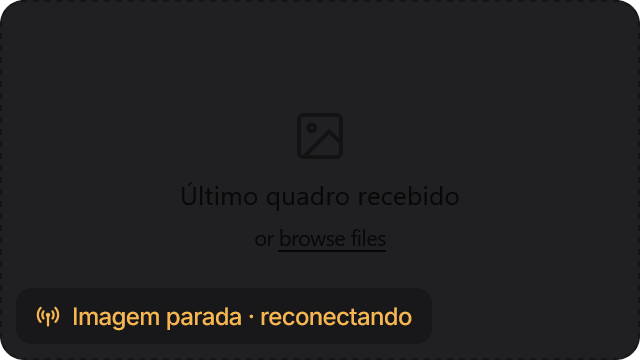 Último quadro recebido
or browse files
Imagem parada · reconectando